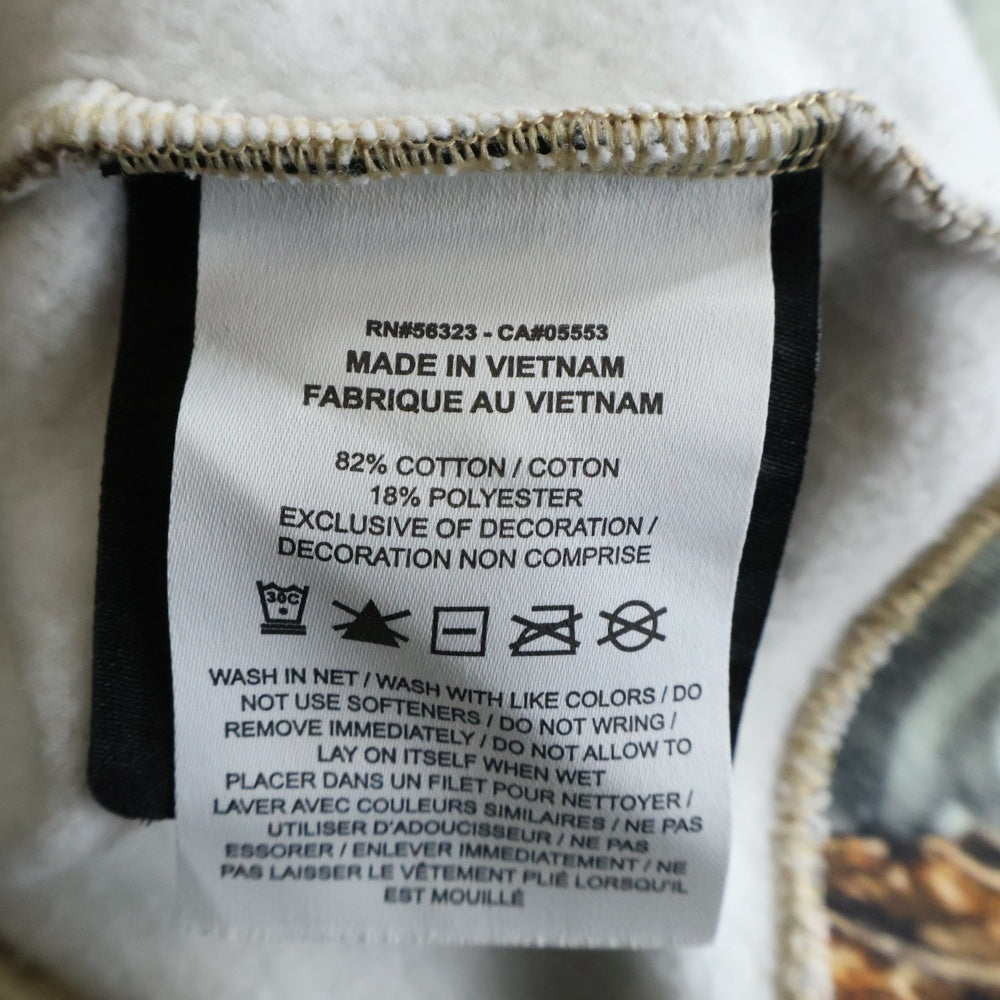 RN#56323 - CA#05553
MADE IN VIETNAM
FABRIQUE AU VIETNAM
82% COTTON / COTON
18% POLYESTER
EXCLUSIVE OF DECORATION /
DECORATION NON COMPRISE
30C
WASH IN NET / WASH WITH LIKE COLORS / DO
NOT USE SOFTENERS / DO NOT WRING /
REMOVE IMMEDIATELY / DO NOT ALLOW TO
LAY ON ITSELF WHEN WET
PLACER DANS UN FILET POUR NETTOYER /
LAVER AVEC COULEURS SIMILAIRES / NE PAS
UTILISER D'ADOUCISSEUR / NE PAS
ESSORER / ENLEVER IMMEDIATEMENT / NE
PAS LAISSER LE VÊTEMENT PLIÉ LORSQU'IL
EST MOUILLÉ